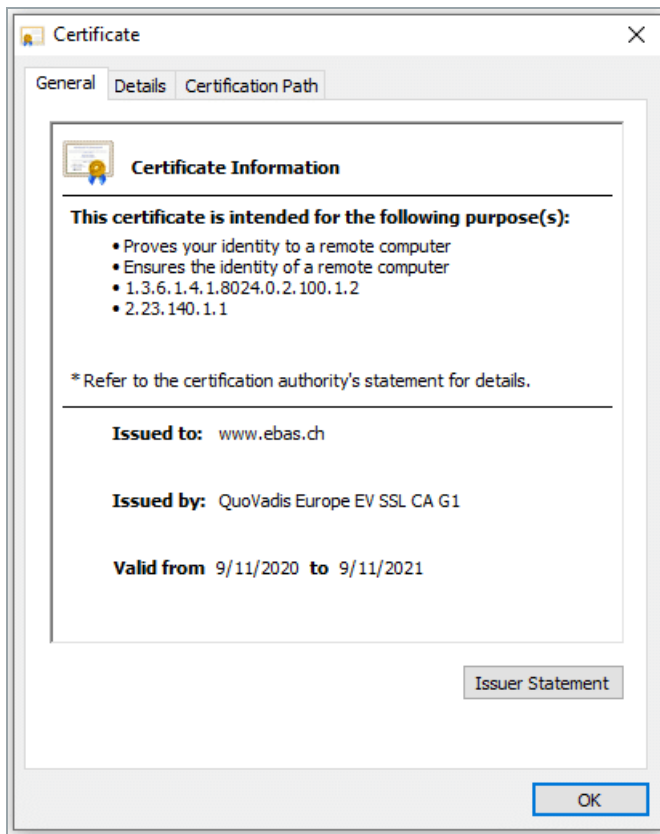 Certificate
General Details Certification Path
Certificate Information
This certificate is intended for the following purpose(s):
• Proves your identity to a remote computer
• Ensures the identity of a remote computer
• 1.3.6.1.4.1.8024.0.2.100.1.2
• 2.23.140.1.1
* Refer to the certification authority's statement for details.
Issued to: www.ebas.ch
Issued by: QuoVadis Europe EV SSL CA G1
Valid from 9/11/2020 to 9/11/2021
Issuer Statement
OK